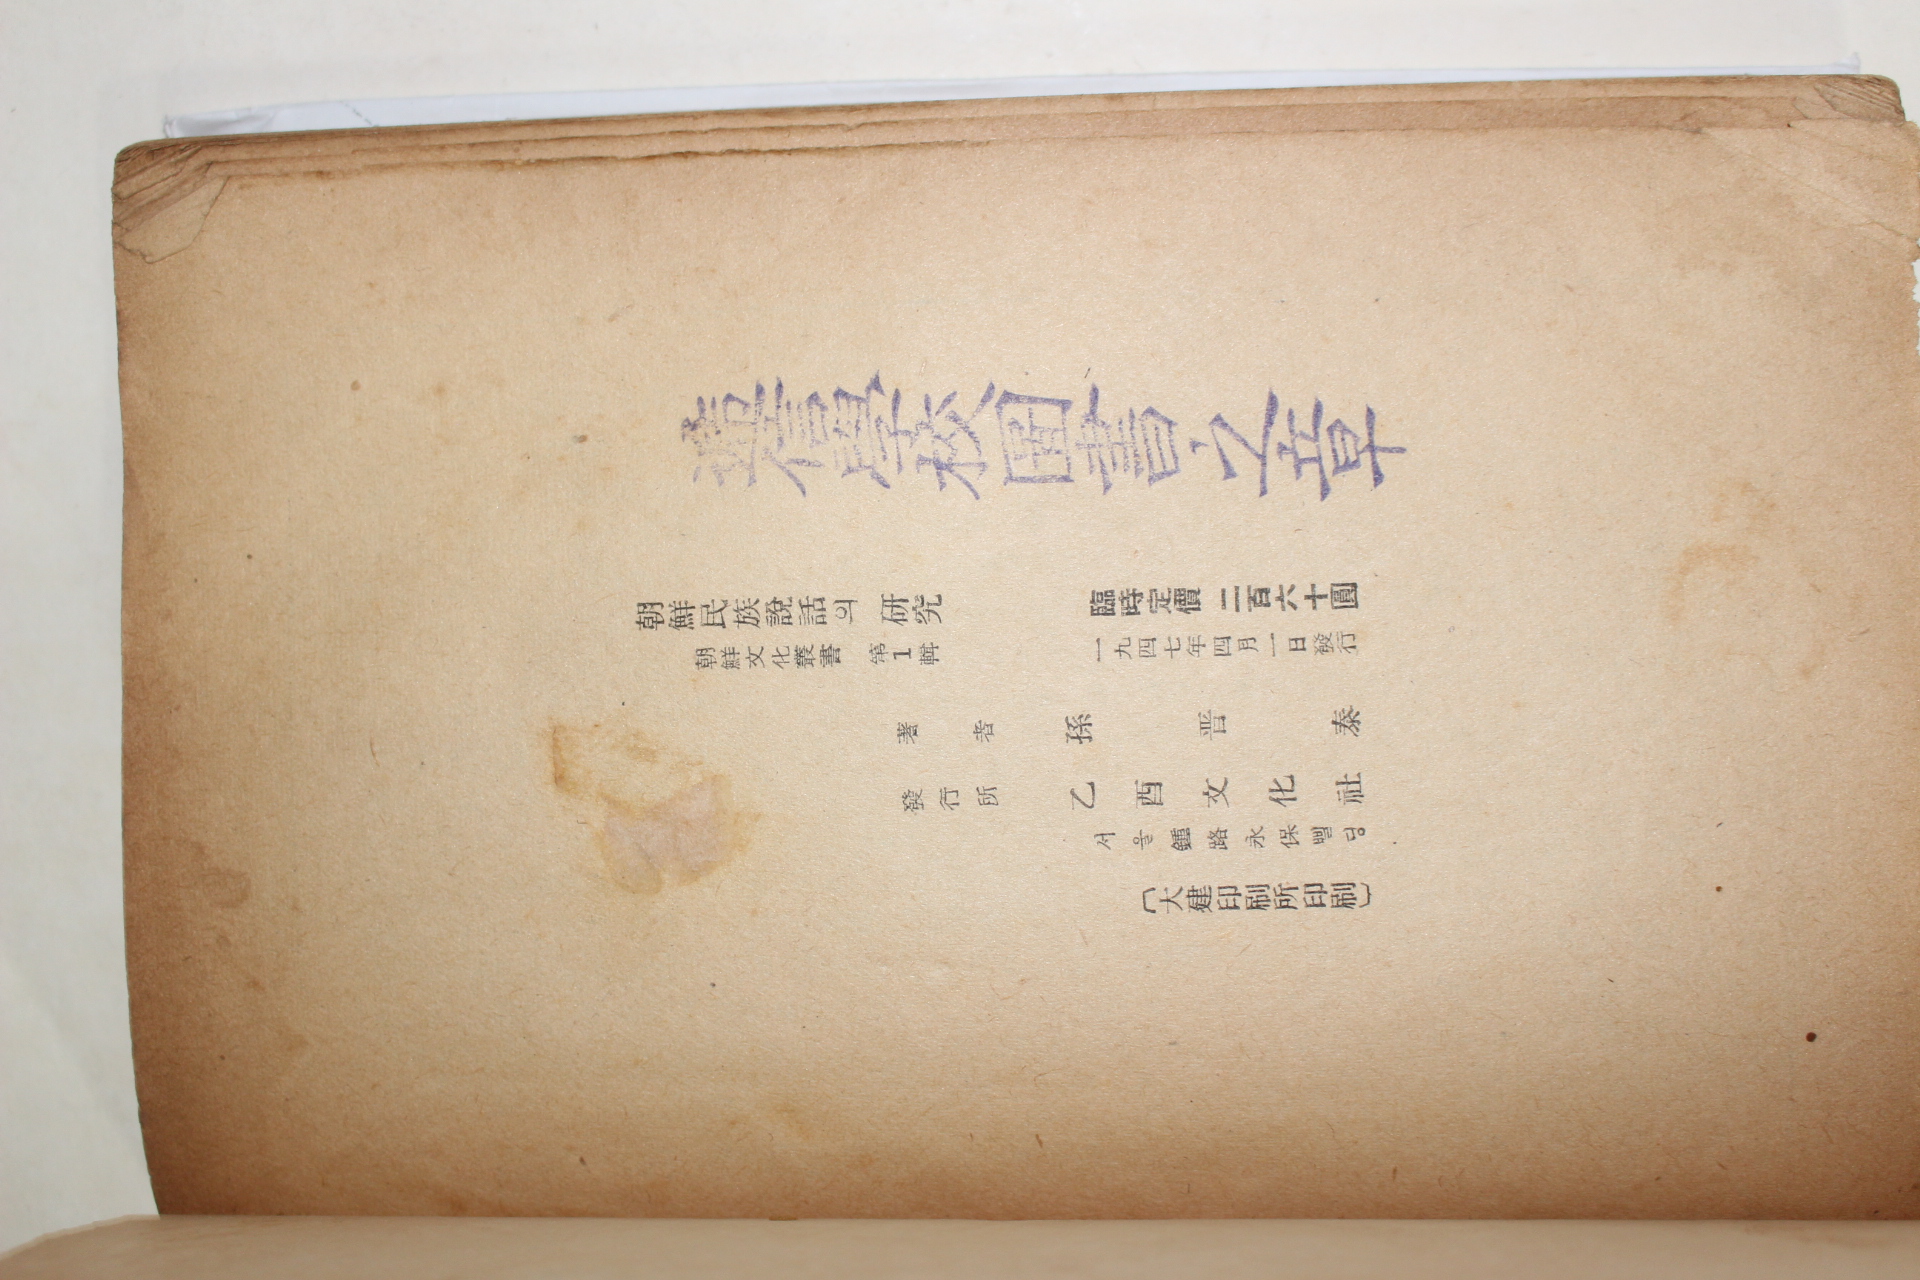 學校圖書之章
朝鮮民族說話의 研究 臨時定價 二百六十圓
朝鮮文化叢書 第1輯 一九四七年四月一日發行
著者 孫晋泰
發行所 乙酉文化社
서울鍾路永保삘딩
(大建印刷所印刷)